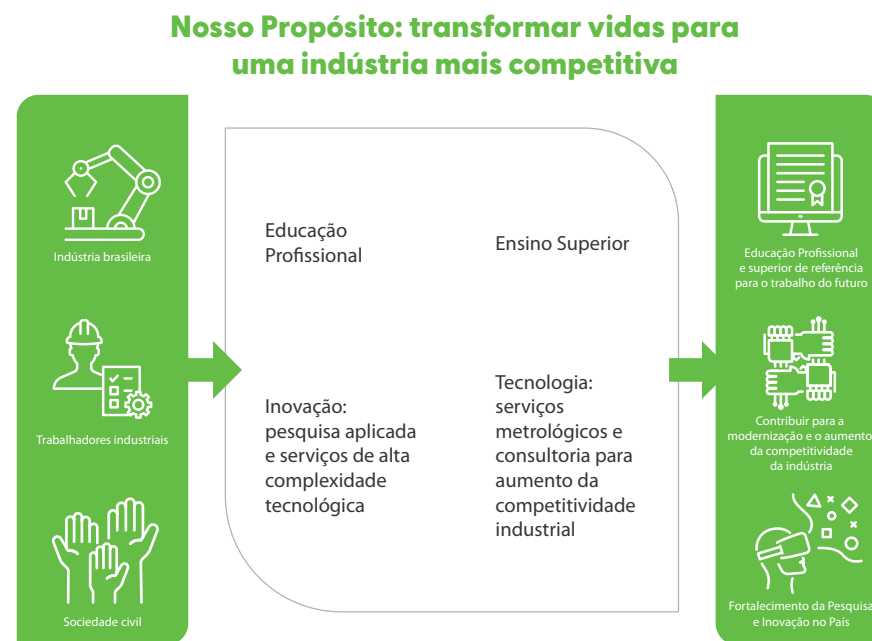 Nosso Propósito: transformar vidas para
uma indústria mais competitiva
Indústria brasileira
Trabalhadores industriais
Sociedade civil
Educação
Profissional
Ensino Superior
Inovação:
pesquisa aplicada
e serviços de alta
complexidade
tecnológica
Tecnologia:
serviços
metrológicos e
consultoria para
aumento da
competitividade
industrial
Educação Profissional
e superior de referência
para o trabalho do futuro
Contribuir para a
modernização e o aumento
da competitividade
da indústria
Fortalecimento da Pesquisa
e Inovação no País